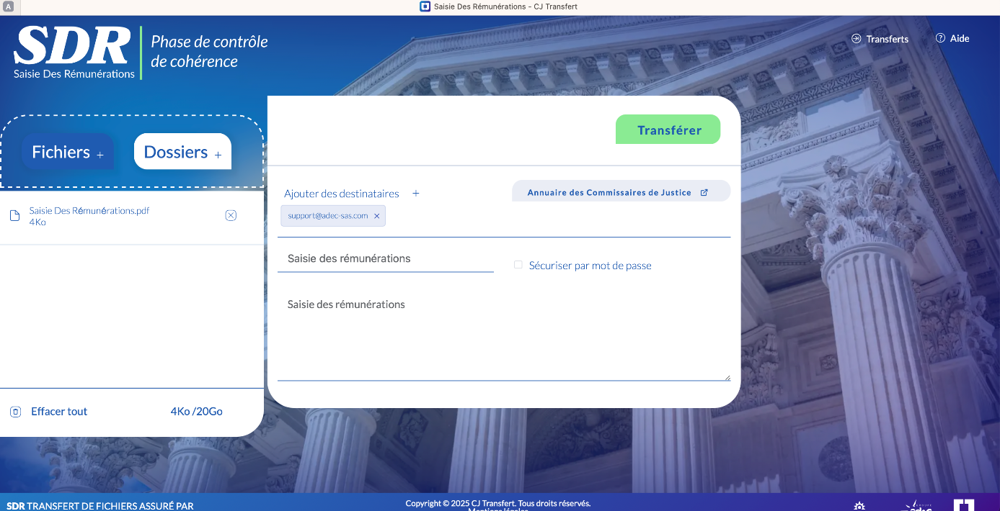 A
Saisie Des Rémunérations – CJ Transfert
SDR
Saisie Des Rémunérations
Phase de contrôle
de cohérence
Transferts
? Aide
Fichiers +
Dossiers +
Saisie Des Rémunérations.pdf
4Ko
Effacer tout
4Ko /20Go
Transférer
Ajouter des destinataires +
Annuaire des Commissaires de Justice
support@adec-sas.com ×
Saisie des rémunérations
Sécuriser par mot de passe
Saisie des rémunérations
SDR TRANSFERT DE FICHIERS ASSURÉ PAR
Copyright © 2025 CJ Transfert. Tous droits réservés.
Mentions légales
adec